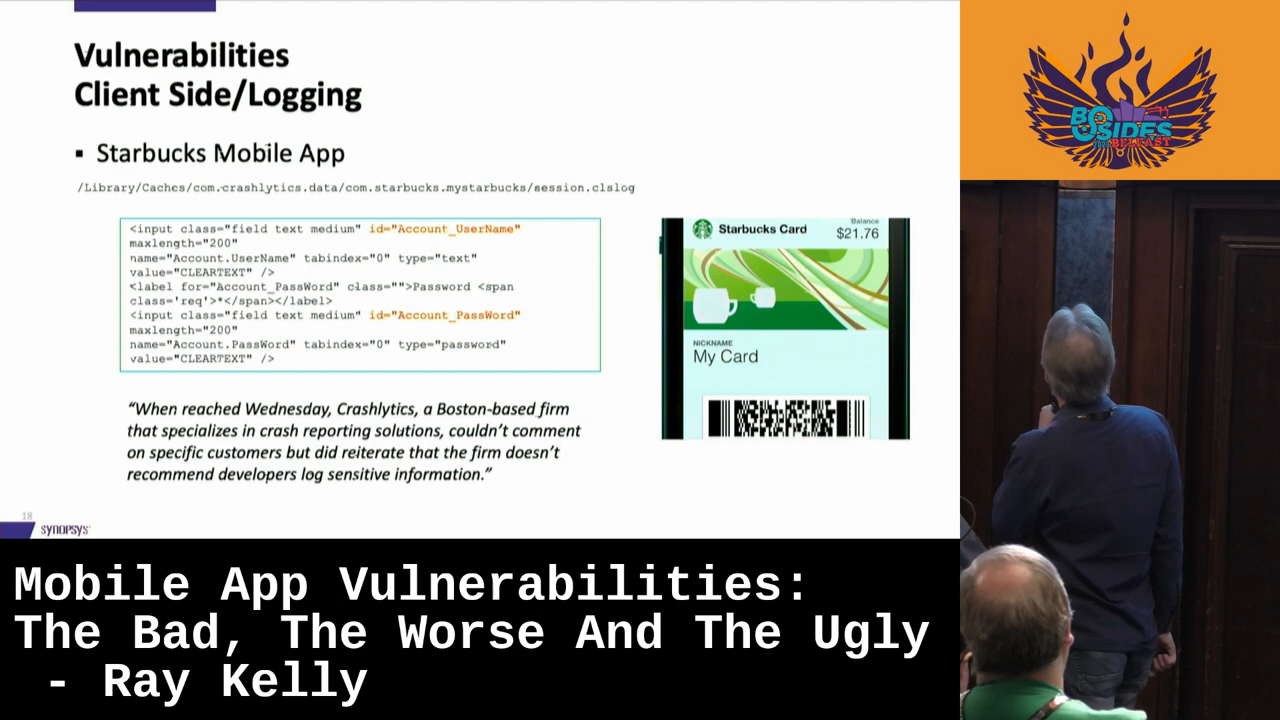 Vulnerabilities
Client Side/Logging
▪ Starbucks Mobile App
/Library/Caches/com.crashlytics.data/com.starbucks.mystarbucks/session.clslog
<input class="field text medium" id="Account_UserName"
maxlength="200"
name="Account.UserName" tabindex="0" type="text"
value="CLEARTEXT" />
<label for="Account_PassWord" class="">Password <span
class='req'>*</span></label>
<input class="field text medium" id="Account_PassWord"
maxlength="200"
name="Account.PassWord" tabindex="0" type="password"
value="CLEARTEXT" />
Balance
Starbucks Card $21.76
NICKNAME
My Card
“When reached Wednesday, Crashlytics, a Boston-based firm
that specializes in crash reporting solutions, couldn’t comment
on specific customers but did reiterate that the firm doesn’t
recommend developers log sensitive information.”
18
SYNOPSYS
BSIDES
BELFAST
Mobile App Vulnerabilities:
The Bad, The Worse And The Ugly
- Ray Kelly